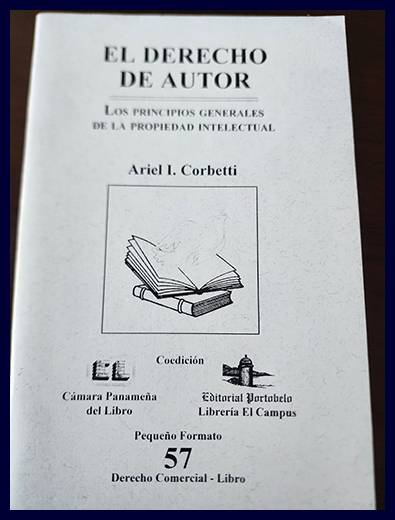 EL DERECHO
DE AUTOR
LOS PRINCIPIOS GENERALES
DE LA PROPIEDAD INTELECTUAL
Ariel I. Corbetti
Coedición
CL
Cámara Panameña
del Libro
Editorial Portobelo
Librería El Campus
Pequeño Formato
57
Derecho Comercial - Libro